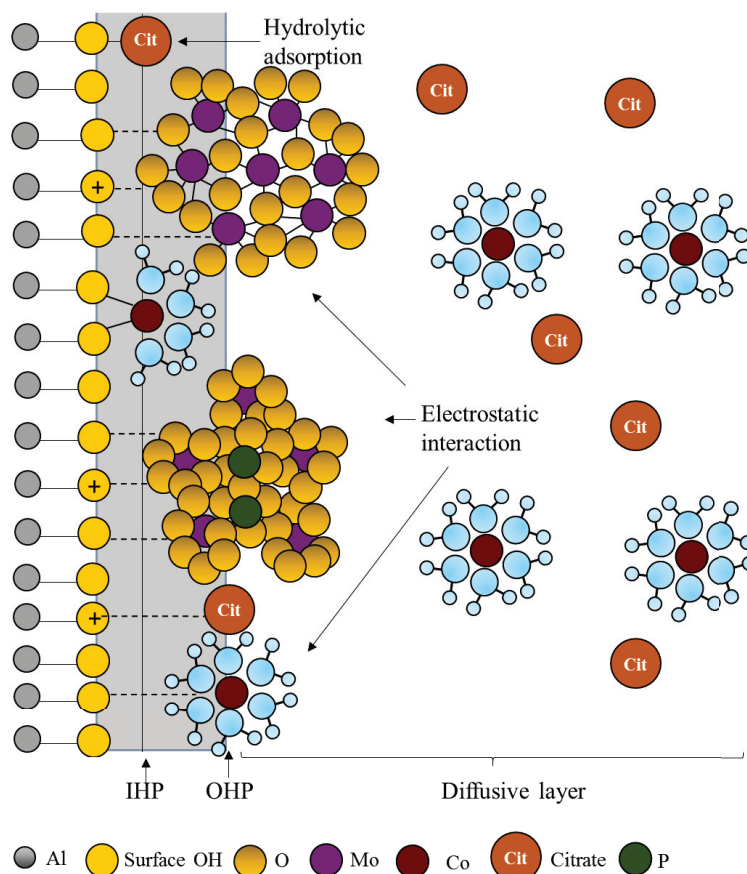 Cit
Hydrolytic
adsorption
Cit
Cit
+
Cit
Cit
Electrostatic
interaction
+
+
Cit
Cit
IHP
OHP
Diffusive layer
Al
Surface OH
O
Mo
Co
Cit
Citrate
P